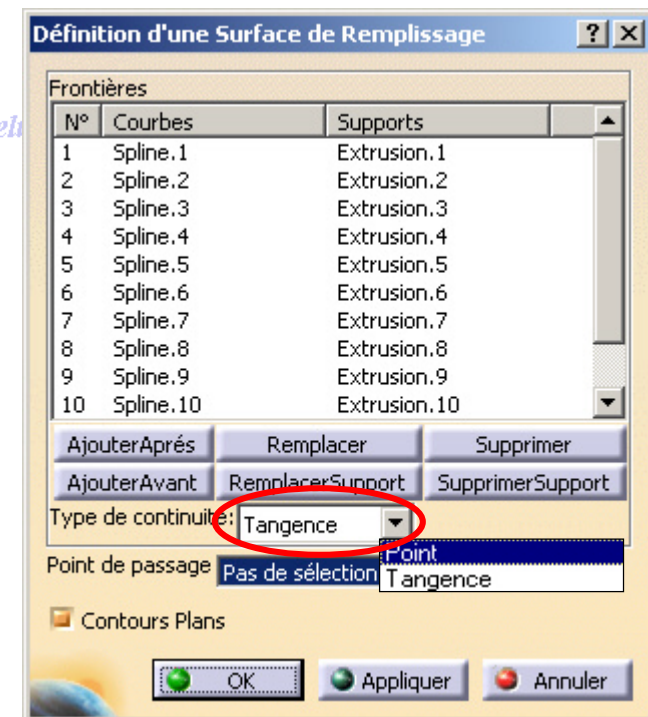 Définition d'une Surface de Remplissage
Frontières
N° Courbes Supports
1 Spline.1 Extrusion.1
2 Spline.2 Extrusion.2
3 Spline.3 Extrusion.3
4 Spline.4 Extrusion.4
5 Spline.5 Extrusion.5
6 Spline.6 Extrusion.6
7 Spline.7 Extrusion.7
8 Spline.8 Extrusion.8
9 Spline.9 Extrusion.9
10 Spline.10 Extrusion.10
AjouterAprés Remplacer Supprimer
AjouterAvant RemplacerSupport SupprimerSupport
Type de continuité: Tangence
Point
Point de passage Pas de sélection
Tangence
Contours Plans
OK Appliquer Annuler